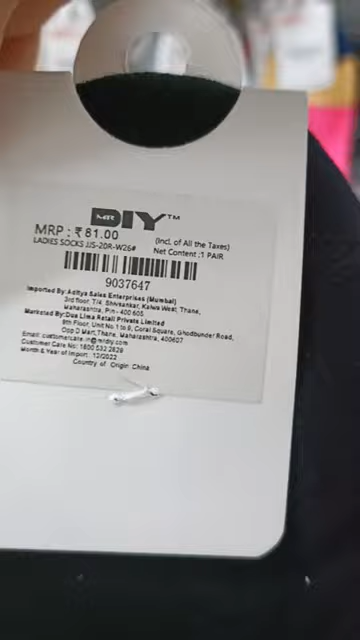 MR DIY™
MRP : ₹ 81.00 (Incl. of All the Taxes)
LADIES SOCKS JJS-20R-W26# Net Content :1 PAIR
9037647
Imported By: Aditya Sales Enterprises (Mumbai)
3rd floor, 7/4, Shivsankar, Kalwa West, Thane,
Maharashtra, Pin - 400 605
Marketed By: Dua Lima Retail Private Limited
9th Floor, Unit No 1 to 8, Coral Square, Ghodbunder Road,
Opp D Mart, Thane, Maharashtra, 400607
Email: customercare.in@mrdiy.com
Customer Care No: 1800 532 2626
Month & Year of Import : 12/2022
Country of Origin: China